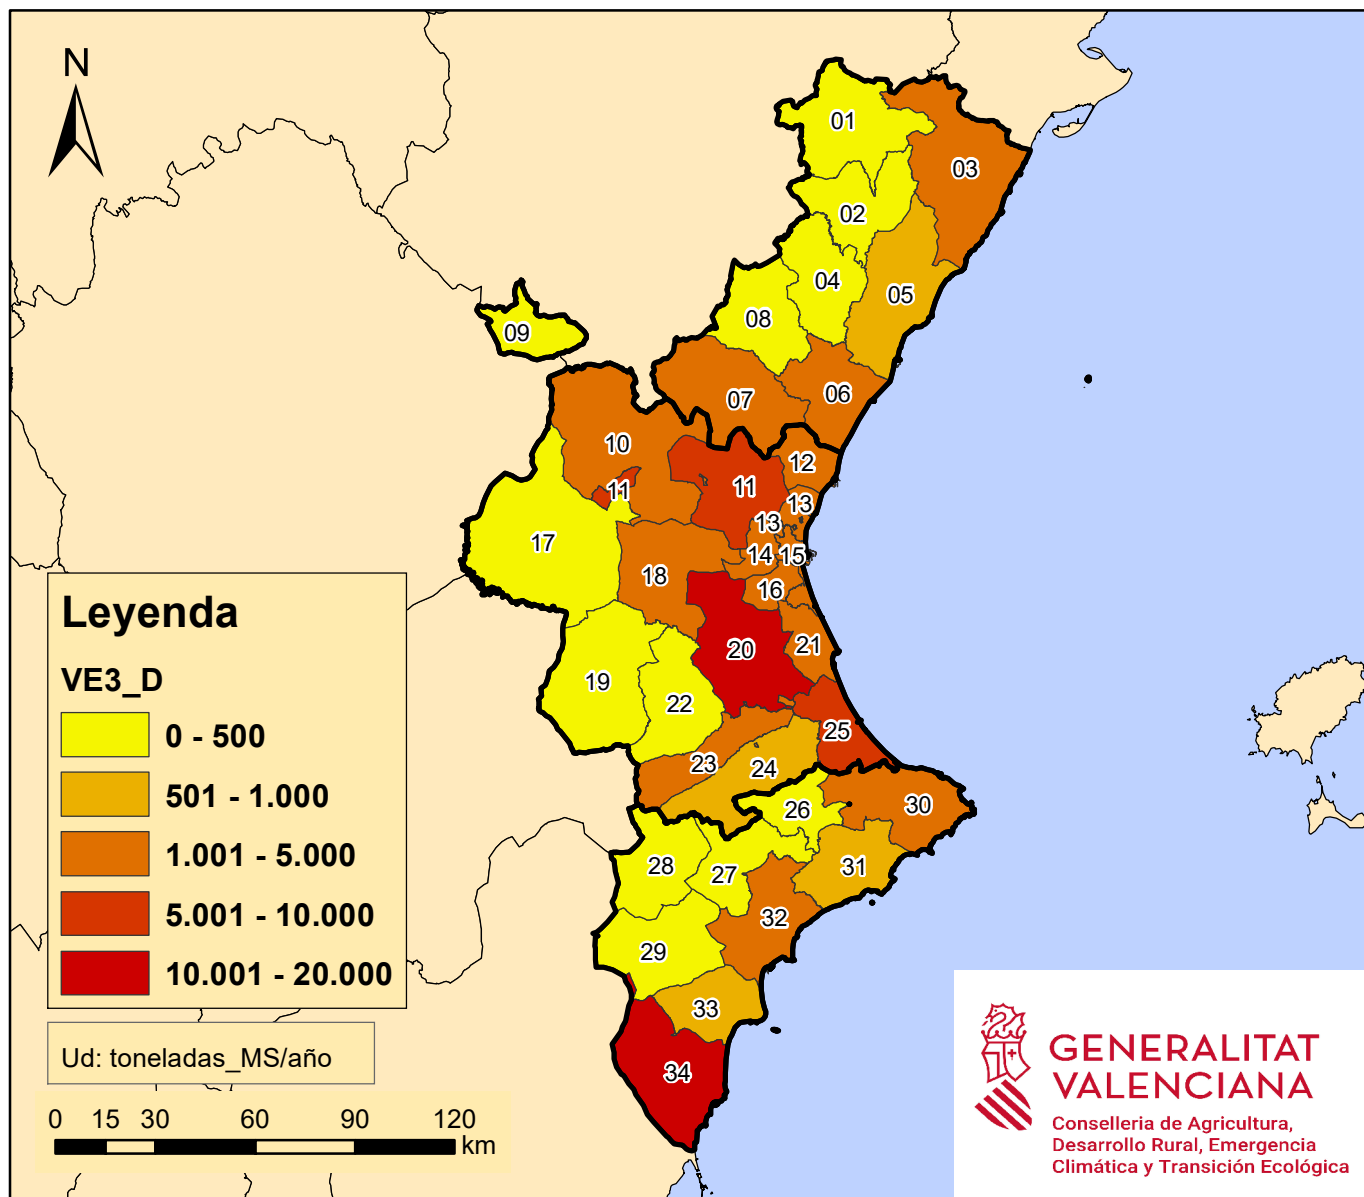 N
01
03
02
04
05
08
09
07
06
10
12
11
11
13
13
17
14
15
18
16
20
21
19
22
25
23
24
26
30
28
27
31
32
29
33
34
Leyenda
VE3_D
0 - 500
501 - 1.000
1.001 - 5.000
5.001 - 10.000
10.001 - 20.000
Ud: toneladas_MS/año
0 15 30 60 90 120
km
GENERALITAT
VALENCIANA
Conselleria de Agricultura,
Desarrollo Rural, Emergencia
Climática y Transición Ecológica